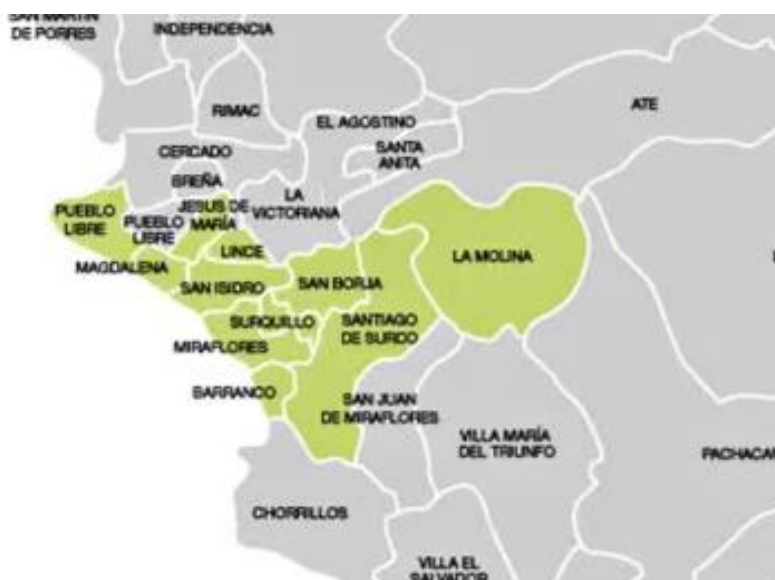 SAN MARTIN
DE PORRES
INDEPENDENCIA
RIMAC
ATE
EL AGOSTINO
SANTA
ANITA
CERCADO
BREÑA
LA
VICTORIANA
JESUS DE
MARÍA
PUEBLO
LIBRE
PUEBLO
LIBRE
LINCE
MAGDALENA
SAN ISIDRO
SAN BORJA
LA MOLINA
SURQUILLO
SANTIAGO
DE SURCO
MIRAFLORES
BARRANCO
SAN JUAN
DE MIRAFLORES
VILLA MARÍA
DEL TRIUNFO
PACHACA
CHORRILLOS
VILLA EL
SALVADOR